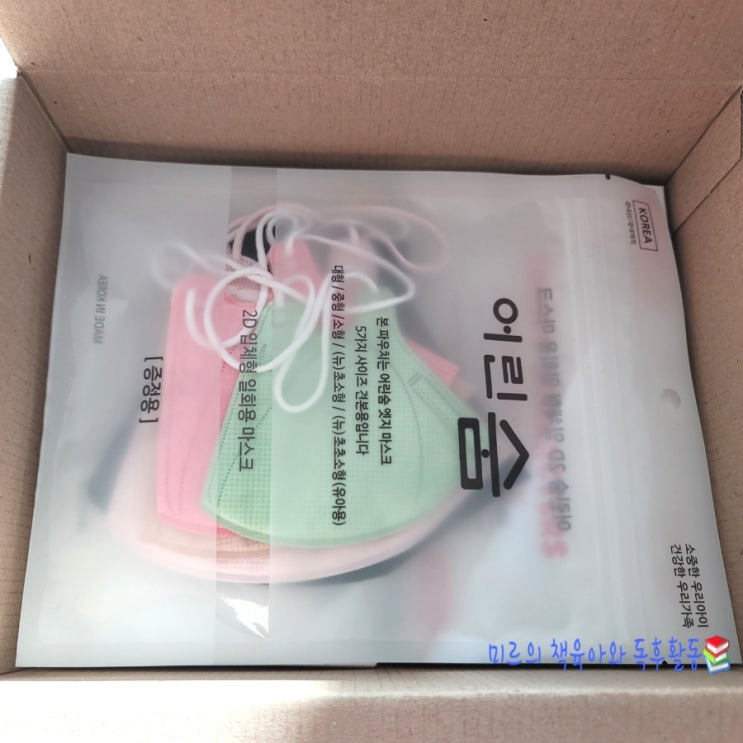 KOREA
소중한 우리아이
건강한 우리가족
어린숨
본 파우치는 어린숨 엣지 마스크
5가지 사이즈 견본용입니다
대형 / 중형 / 소형 / (뉴)초소형 / (뉴)초초소형(유아용)
2D 입체형 일회용 마스크
[ 증정용 ]
MADE IN KOREA
미르의 책육아와 독후활동📚